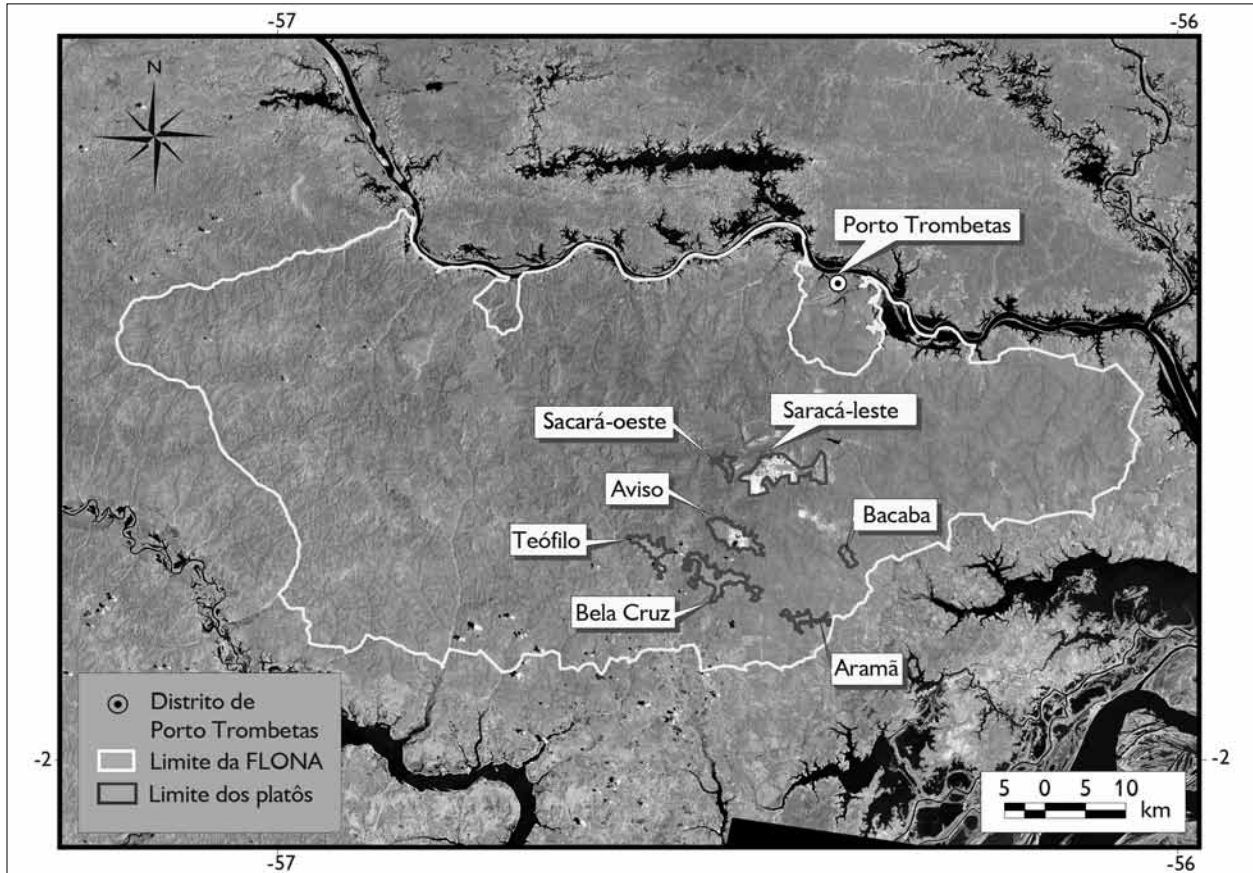 -57
-56
N
Porto Trombetas
Sacará-oeste
Saracá-leste
Aviso
Bacaba
Teófilo
Bela Cruz
Aramã
Distrito de
Porto Trombetas
Limite da FLONA
Limite dos platôs
-2
-2
5 0 5 10
km
-57
-56